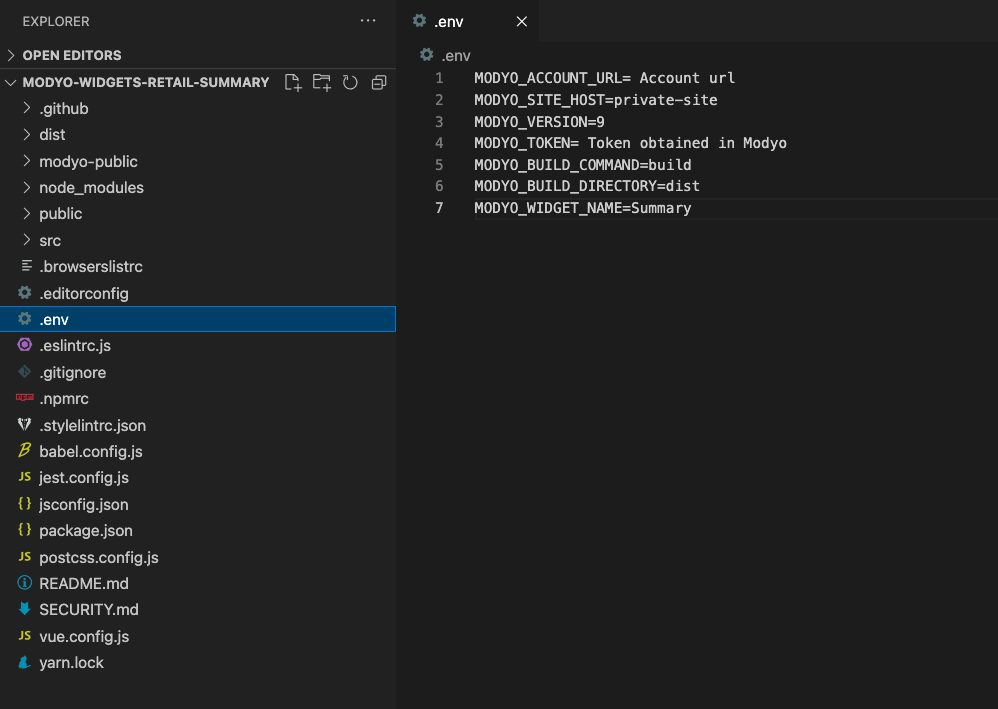 EXPLORER
OPEN EDITORS
MODYO-WIDGETS-RETAIL-SUMMARY
.github
dist
modyo-public
node_modules
public
src
.browserslistrc
.editorconfig
.env
.eslintrc.js
.gitignore
.npmrc
.stylelintrc.json
babel.config.js
JS jest.config.js
{ } jsconfig.json
{ } package.json
JS postcss.config.js
README.md
SECURITY.md
JS vue.config.js
yarn.lock
.env
.env
1 MODYO_ACCOUNT_URL= Account url
2 MODYO_SITE_HOST=private-site
3 MODYO_VERSION=9
4 MODYO_TOKEN= Token obtained in Modyo
5 MODYO_BUILD_COMMAND=build
6 MODYO_BUILD_DIRECTORY=dist
7 MODYO_WIDGET_NAME=Summary